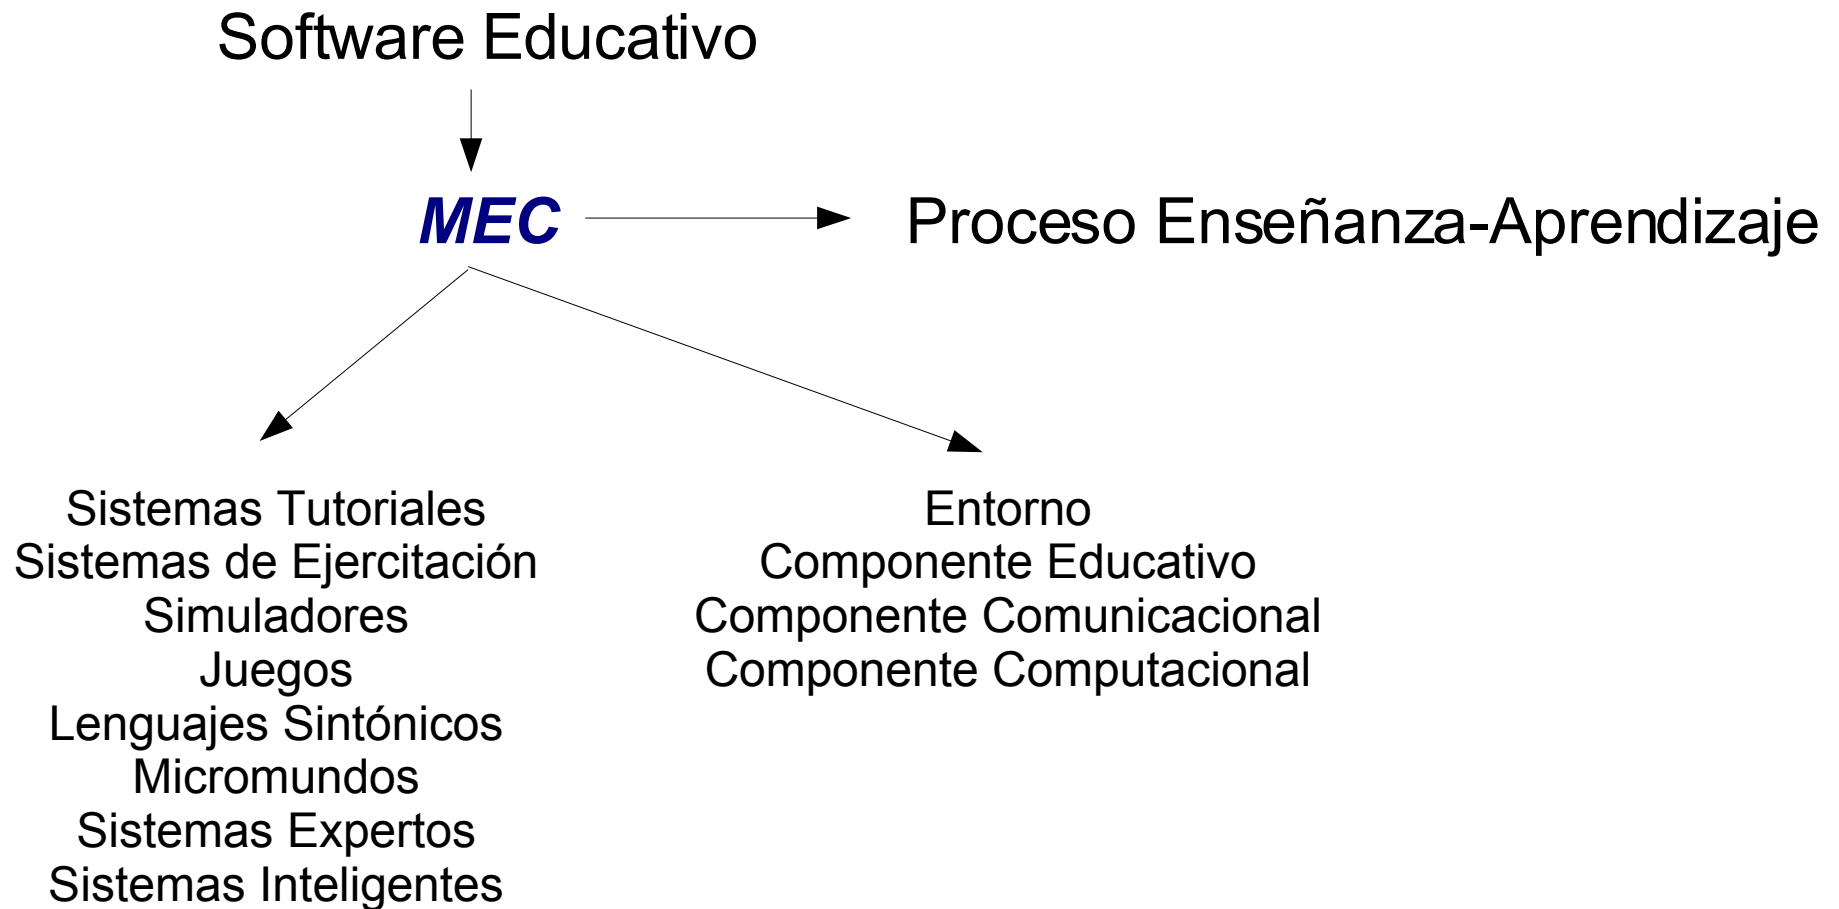 Software Educativo
MEC
Proceso Enseñanza-Aprendizaje
Sistemas Tutoriales
Sistemas de Ejercitación
Simuladores
Juegos
Lenguajes Sintónicos
Micromundos
Sistemas Expertos
Sistemas Inteligentes
Entorno
Componente Educativo
Componente Comunicacional
Componente Computacional